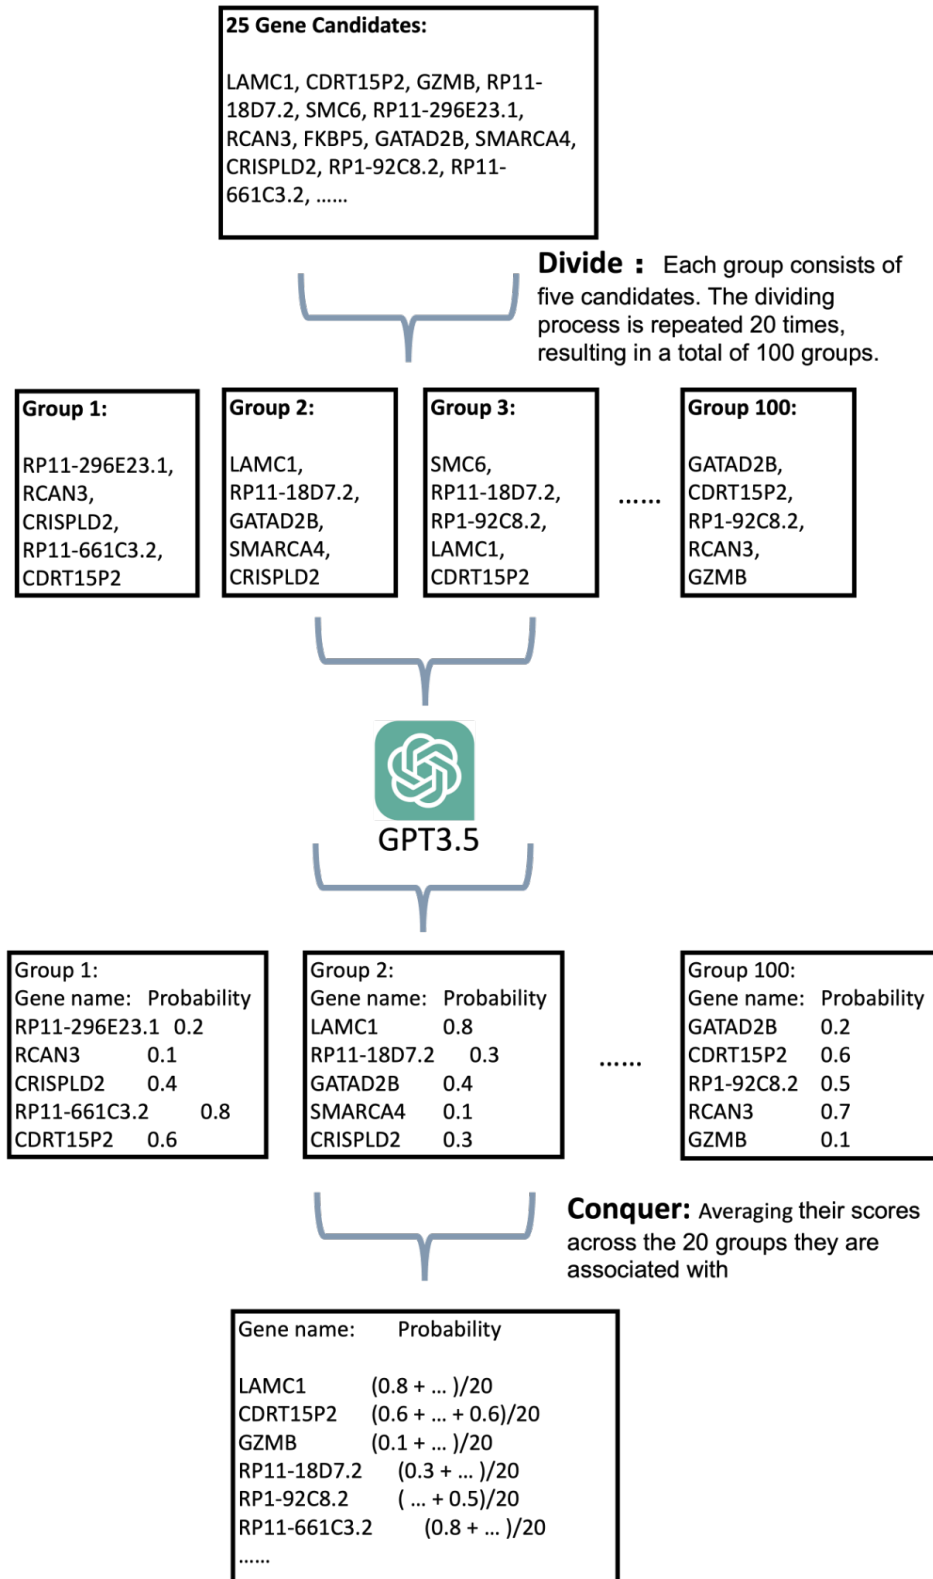 25 Gene Candidates:
LAMC1, CDRT15P2, GZMB, RP11-
18D7.2, SMC6, RP11-296E23.1,
RCAN3, FKBP5, GATAD2B, SMARCA4,
CRISPLD2, RP1-92C8.2, RP11-
661C3.2, ......
Divide : Each group consists of
five candidates. The dividing
process is repeated 20 times,
resulting in a total of 100 groups.
Group 1:
RP11-296E23.1,
RCAN3,
CRISPLD2,
RP11-661C3.2,
CDRT15P2
Group 2:
LAMC1,
RP11-18D7.2,
GATAD2B,
SMARCA4,
CRISPLD2
Group 3:
SMC6,
RP11-18D7.2,
RP1-92C8.2,
LAMC1,
CDRT15P2
......
Group 100:
GATAD2B,
CDRT15P2,
RP1-92C8.2,
RCAN3,
GZMB
GPT3.5
Group 1:
Gene name: Probability
RP11-296E23.1 0.2
RCAN3 0.1
CRISPLD2 0.4
RP11-661C3.2 0.8
CDRT15P2 0.6
Group 2:
Gene name: Probability
LAMC1 0.8
RP11-18D7.2 0.3
GATAD2B 0.4
SMARCA4 0.1
CRISPLD2 0.3
......
Group 100:
Gene name: Probability
GATAD2B 0.2
CDRT15P2 0.6
RP1-92C8.2 0.5
RCAN3 0.7
GZMB 0.1
Conquer: Averaging their scores
across the 20 groups they are
associated with
Gene name: Probability
LAMC1 (0.8 + ... )/20
CDRT15P2 (0.6 + ... + 0.6)/20
GZMB (0.1 + ... )/20
RP11-18D7.2 (0.3 + ... )/20
RP1-92C8.2 ( ... + 0.5)/20
RP11-661C3.2 (0.8 + ... )/20
......